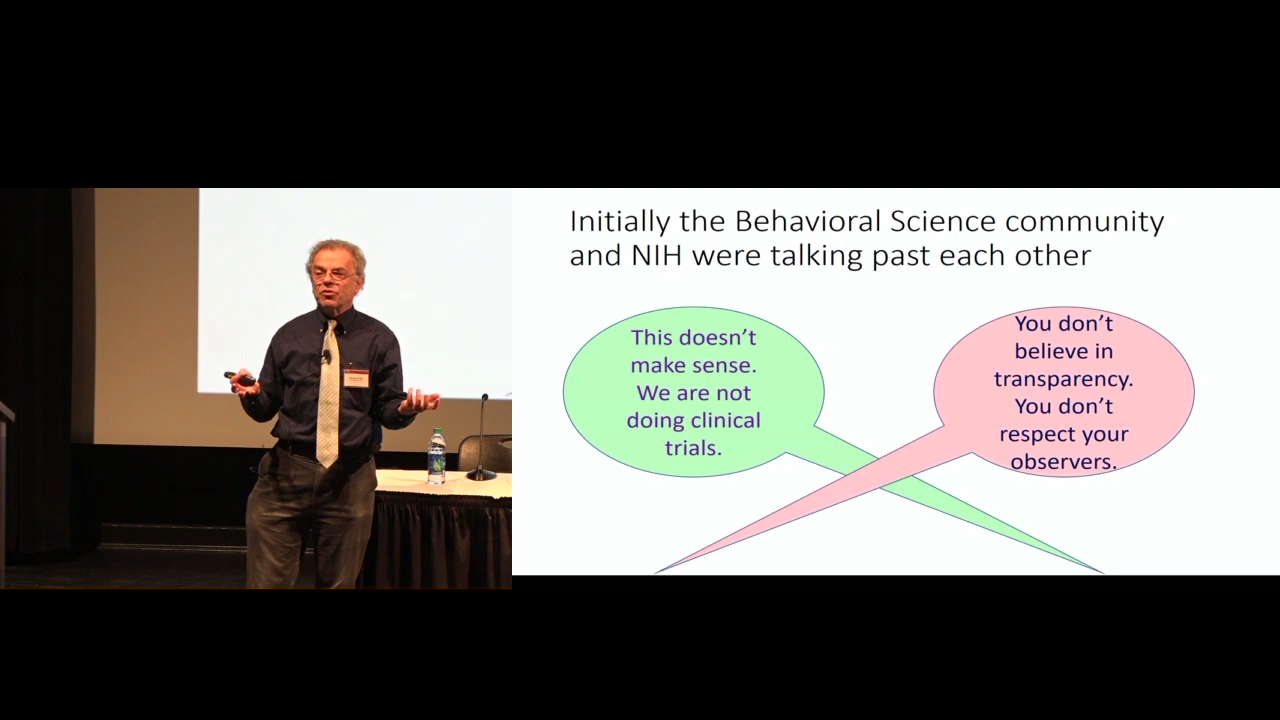 Initially the Behavioral Science community
and NIH were talking past each other
This doesn’t
make sense.
We are not
doing clinical
trials.
You don’t
believe in
transparency.
You don’t
respect your
observers.